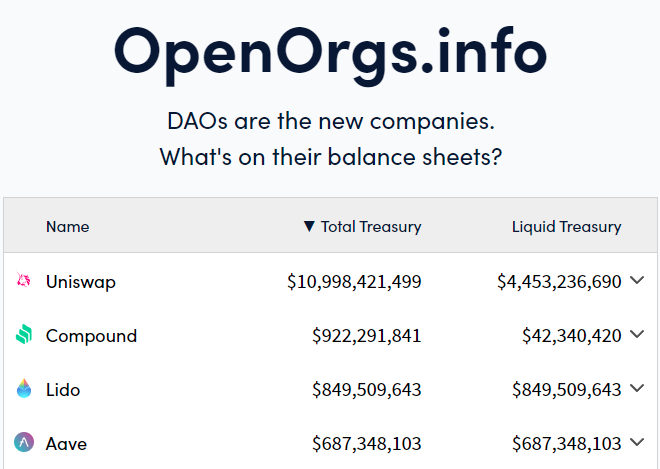 OpenOrgs.info
DAOs are the new companies.
What's on their balance sheets?
Name ▼ Total Treasury Liquid Treasury
Uniswap $10,998,421,499 $4,453,236,690
Compound $922,291,841 $42,340,420
Lido $849,509,643 $849,509,643
Aave $687,348,103 $687,348,103